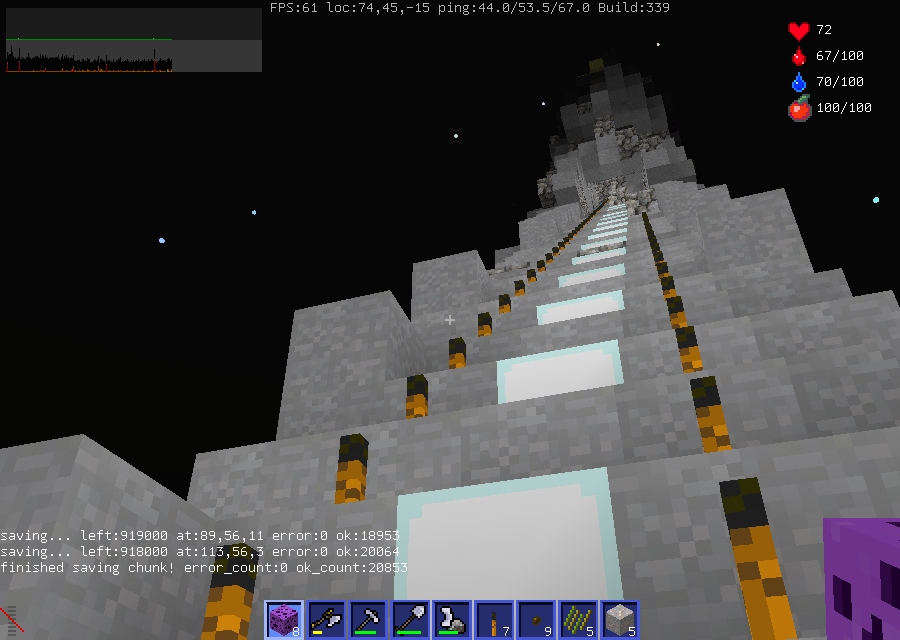 FPS:61 loc:74,45,-15 ping:44.0/53.5/67.0 Build:339
72
67/100
70/100
100/100
saving... left:919000 at:89,56,11 error:0 ok:18953
saving... left:918000 at:113,56,3 error:0 ok:20064
finished saving chunk! error_count:0 ok_count:20853
8 7 9 5 5